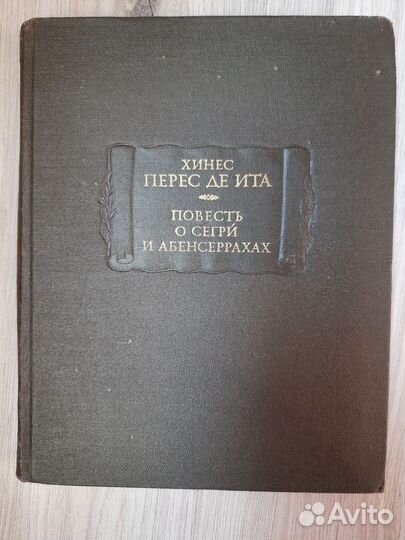 ХИНЕС
ПЕРЕС ДЕ ИТА
ПОВЕСТЬ
О СЕГРИ
И АБЕНСЕРРАХАХ
Avito